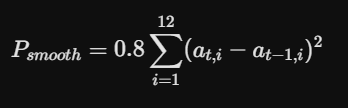 P_{smooth} = 0.8 \sum_{i=1}^{12} (a_{t,i} - a_{t-1,i})^2